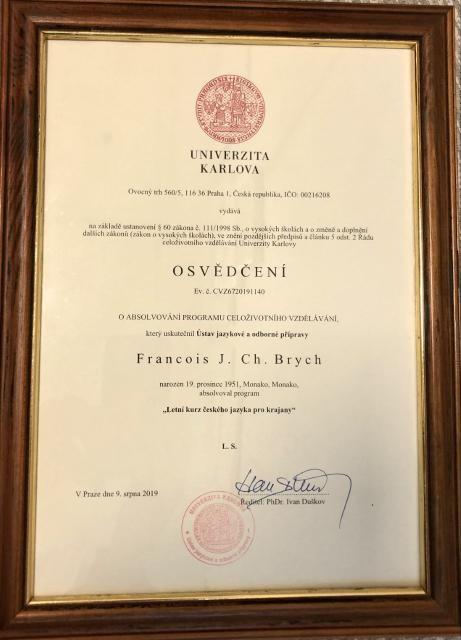 UNIVERZITA
KARLOVA
Ovocný trh 560/5, 116 36 Praha 1, Česká republika, IČO: 00216208
vydává
na základě ustanovení § 60 zákona č. 111/1998 Sb., o vysokých školách a o změně a doplnění
dalších zákonů (zákon o vysokých školách), ve znění pozdějších předpisů a článku 5 odst. 2 Řádu
celoživotního vzdělávání Univerzity Karlovy
OSVĚDČENÍ
Ev. č. CVZ6720191140
O ABSOLVOVÁNÍ PROGRAMU CELOŽIVOTNÍHO VZDĚLÁVÁNÍ,
který uskutečnil Ústav jazykové a odborné přípravy
Francois J. Ch. Brych
narozen 19. prosince 1951, Monako, Monako,
absolvoval program
„Letní kurz českého jazyka pro krajany“
L. S.
V Praze dne 9. srpna 2019
Ředitel: PhDr. Ivan Duškov
UNIVERZITA KARLOVA